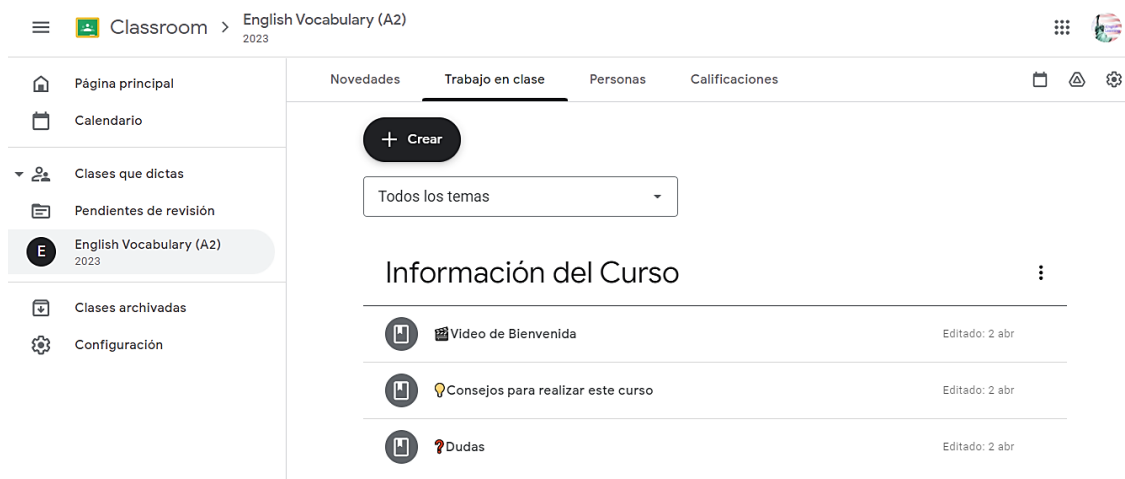 Classroom > English Vocabulary (A2)
2023
Página principal
Calendario
Clases que dictas
Pendientes de revisión
E English Vocabulary (A2)
2023
Clases archivadas
Configuración
Novedades Trabajo en clase Personas Calificaciones
+ Crear
Todos los temas
Información del Curso
🎬Video de Bienvenida Editado: 2 abr
💡Consejos para realizar este curso Editado: 2 abr
❓Dudas Editado: 2 abr